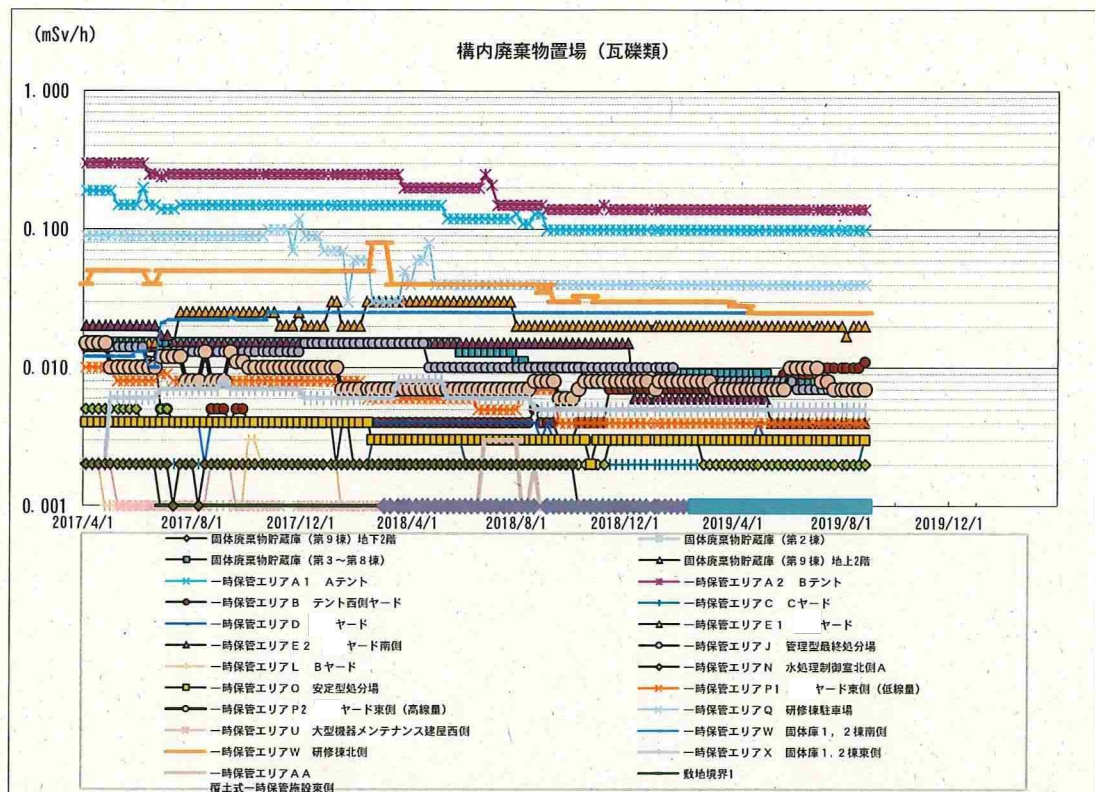 (mSv/h)
構内廃棄物置場（瓦礫類）
1.000
0.100
0.010
0.001
2017/4/1 2017/8/1 2017/12/1 2018/4/1 2018/8/1 2018/12/1 2019/4/1 2019/8/1 2019/12/1
固体廃棄物貯蔵庫（第9棟）地下2階 固体廃棄物貯蔵庫（第2棟）
固体廃棄物貯蔵庫（第3～第8棟） 固体廃棄物貯蔵庫（第9棟）地上2階
一時保管エリアA1　Aテント 一時保管エリアA2　Bテント
一時保管エリアB　テント西側ヤード 一時保管エリアC　Cヤード
一時保管エリアD　ヤード 一時保管エリアE1　ヤード
一時保管エリアE2　ヤード南側 一時保管エリアJ　管理型最終処分場
一時保管エリアL　Bヤード 一時保管エリアN　水処理制御室北側A
一時保管エリアO　安定型処分場 一時保管エリアP1　ヤード東側（低線量）
一時保管エリアP2　ヤード東側（高線量） 一時保管エリアQ　研修棟駐車場
一時保管エリアU　大型機器メンテナンス建屋西側 一時保管エリアW　固体庫1，2棟南側
一時保管エリアW　研修棟北側 一時保管エリアX　固体庫1．2棟東側
一時保管エリアAA 敷地境界1
覆土式一時保管施設東側